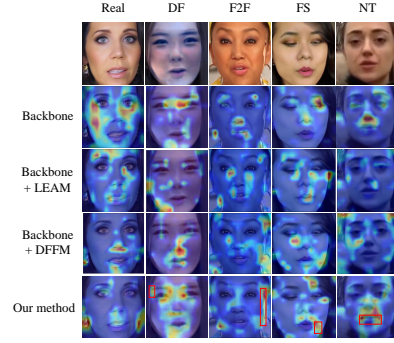 Real DF F2F FS NT
Backbone
Backbone
+ LEAM
Backbone
+ DFFM
Our method